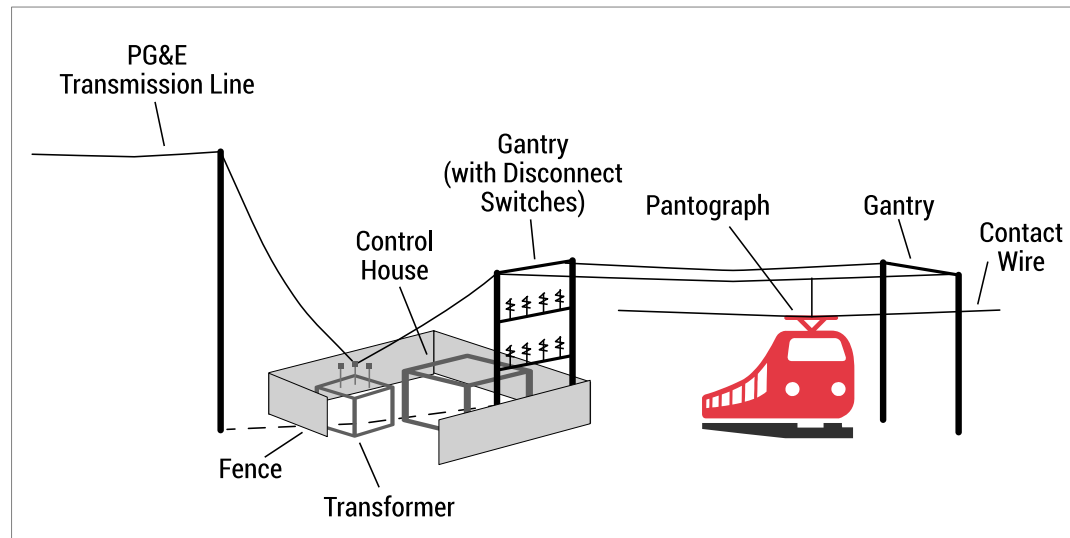 PG&E
Transmission Line
Gantry
(with Disconnect
Switches)
Control
House
Pantograph
Gantry
Contact
Wire
Fence
Transformer